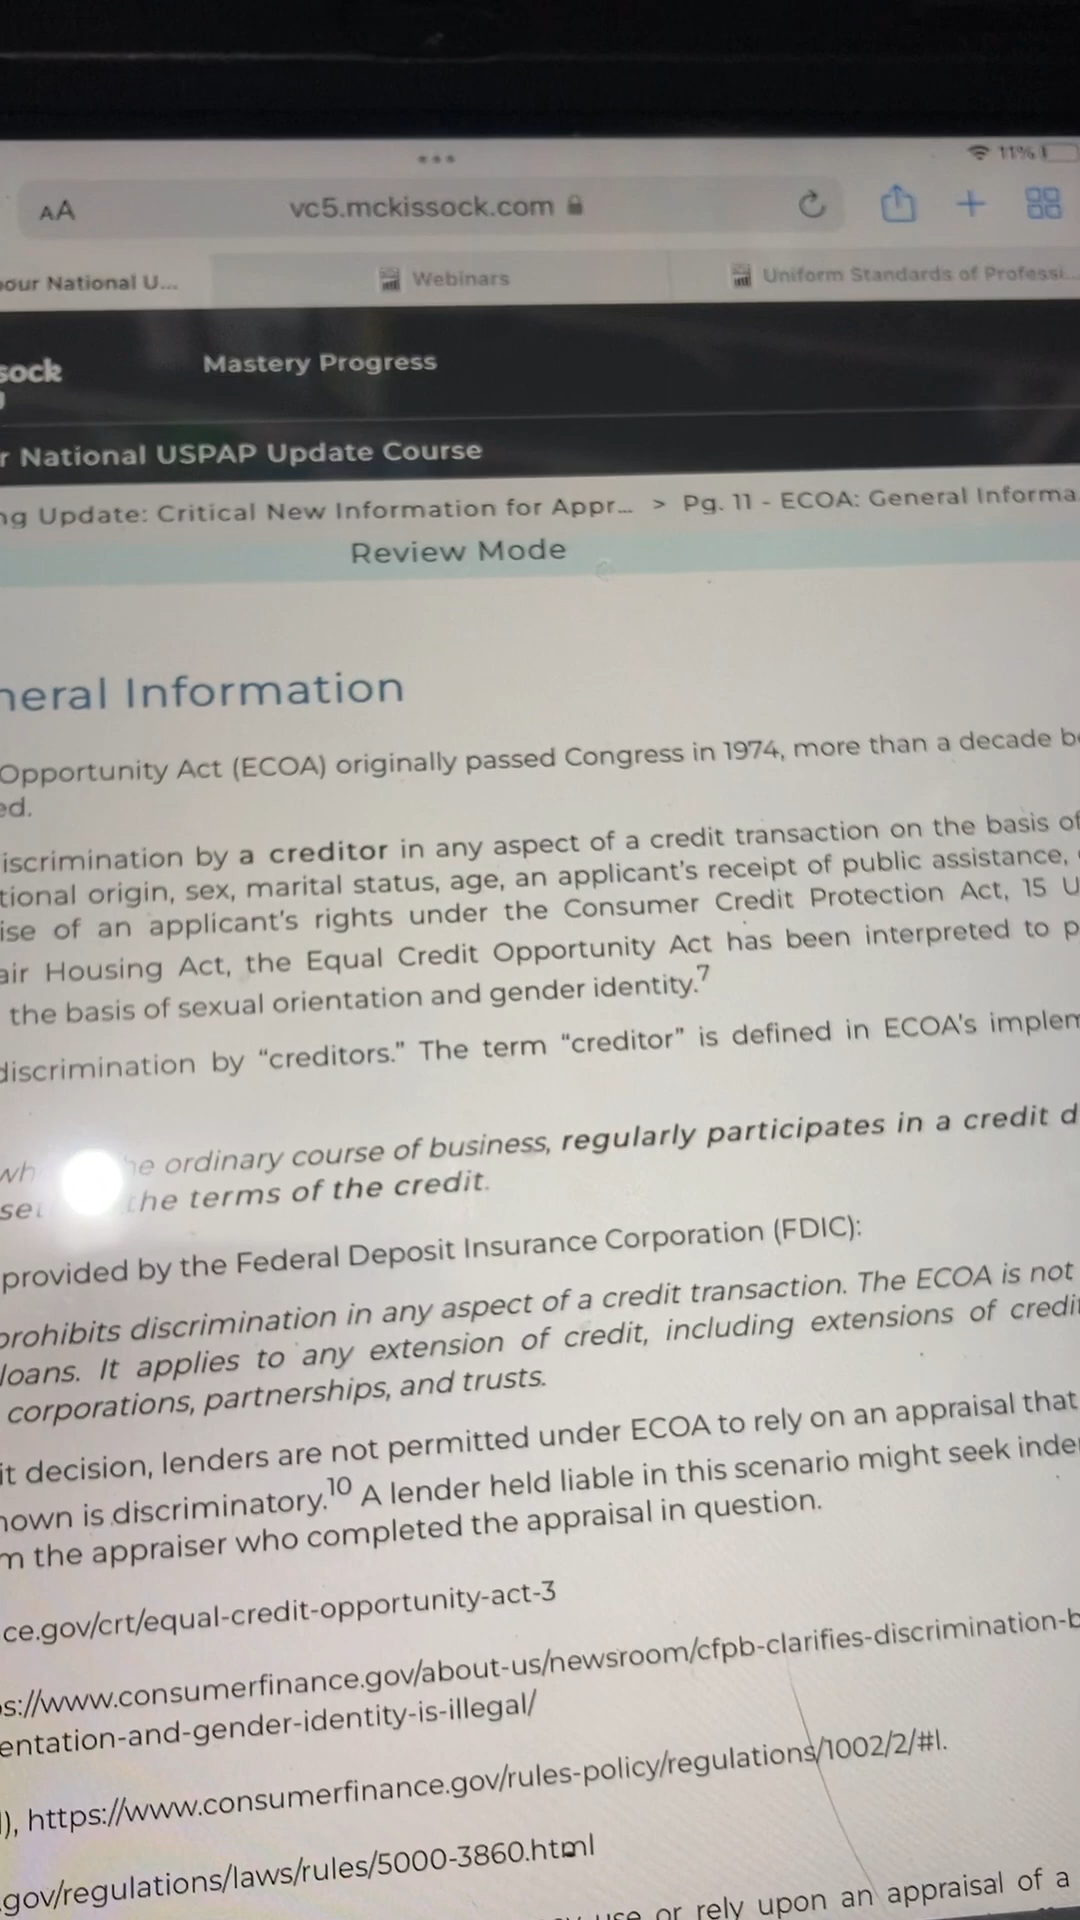 11%
AA
vc5.mckissock.com
our National U...
Webinars
Uniform Standards of Professi...
sock
Mastery Progress
r National USPAP Update Course
ng Update: Critical New Information for Appr... > Pg. 11 - ECOA: General Informa
Review Mode
neral Information
Opportunity Act (ECOA) originally passed Congress in 1974, more than a decade b
ed.
iscrimination by a creditor in any aspect of a credit transaction on the basis of
tional origin, sex, marital status, age, an applicant's receipt of public assistance,
ise of an applicant's rights under the Consumer Credit Protection Act, 15 U
air Housing Act, the Equal Credit Opportunity Act has been interpreted to p
the basis of sexual orientation and gender identity.7
discrimination by "creditors." The term "creditor" is defined in ECOA's implem
wh he ordinary course of business, regularly participates in a credit d
se the terms of the credit.
provided by the Federal Deposit Insurance Corporation (FDIC):
prohibits discrimination in any aspect of a credit transaction. The ECOA is not
loans. It applies to any extension of credit, including extensions of credit
corporations, partnerships, and trusts.
it decision, lenders are not permitted under ECOA to rely on an appraisal that
nown is discriminatory.10 A lender held liable in this scenario might seek inde
m the appraiser who completed the appraisal in question.
ce.gov/crt/equal-credit-opportunity-act-3
os://www.consumerfinance.gov/about-us/newsroom/cfpb-clarifies-discrimination-b
entation-and-gender-identity-is-illegal/
l), https://www.consumerfinance.gov/rules-policy/regulations/1002/2/#l.
.gov/regulations/laws/rules/5000-3860.html
use or rely upon an appraisal of a